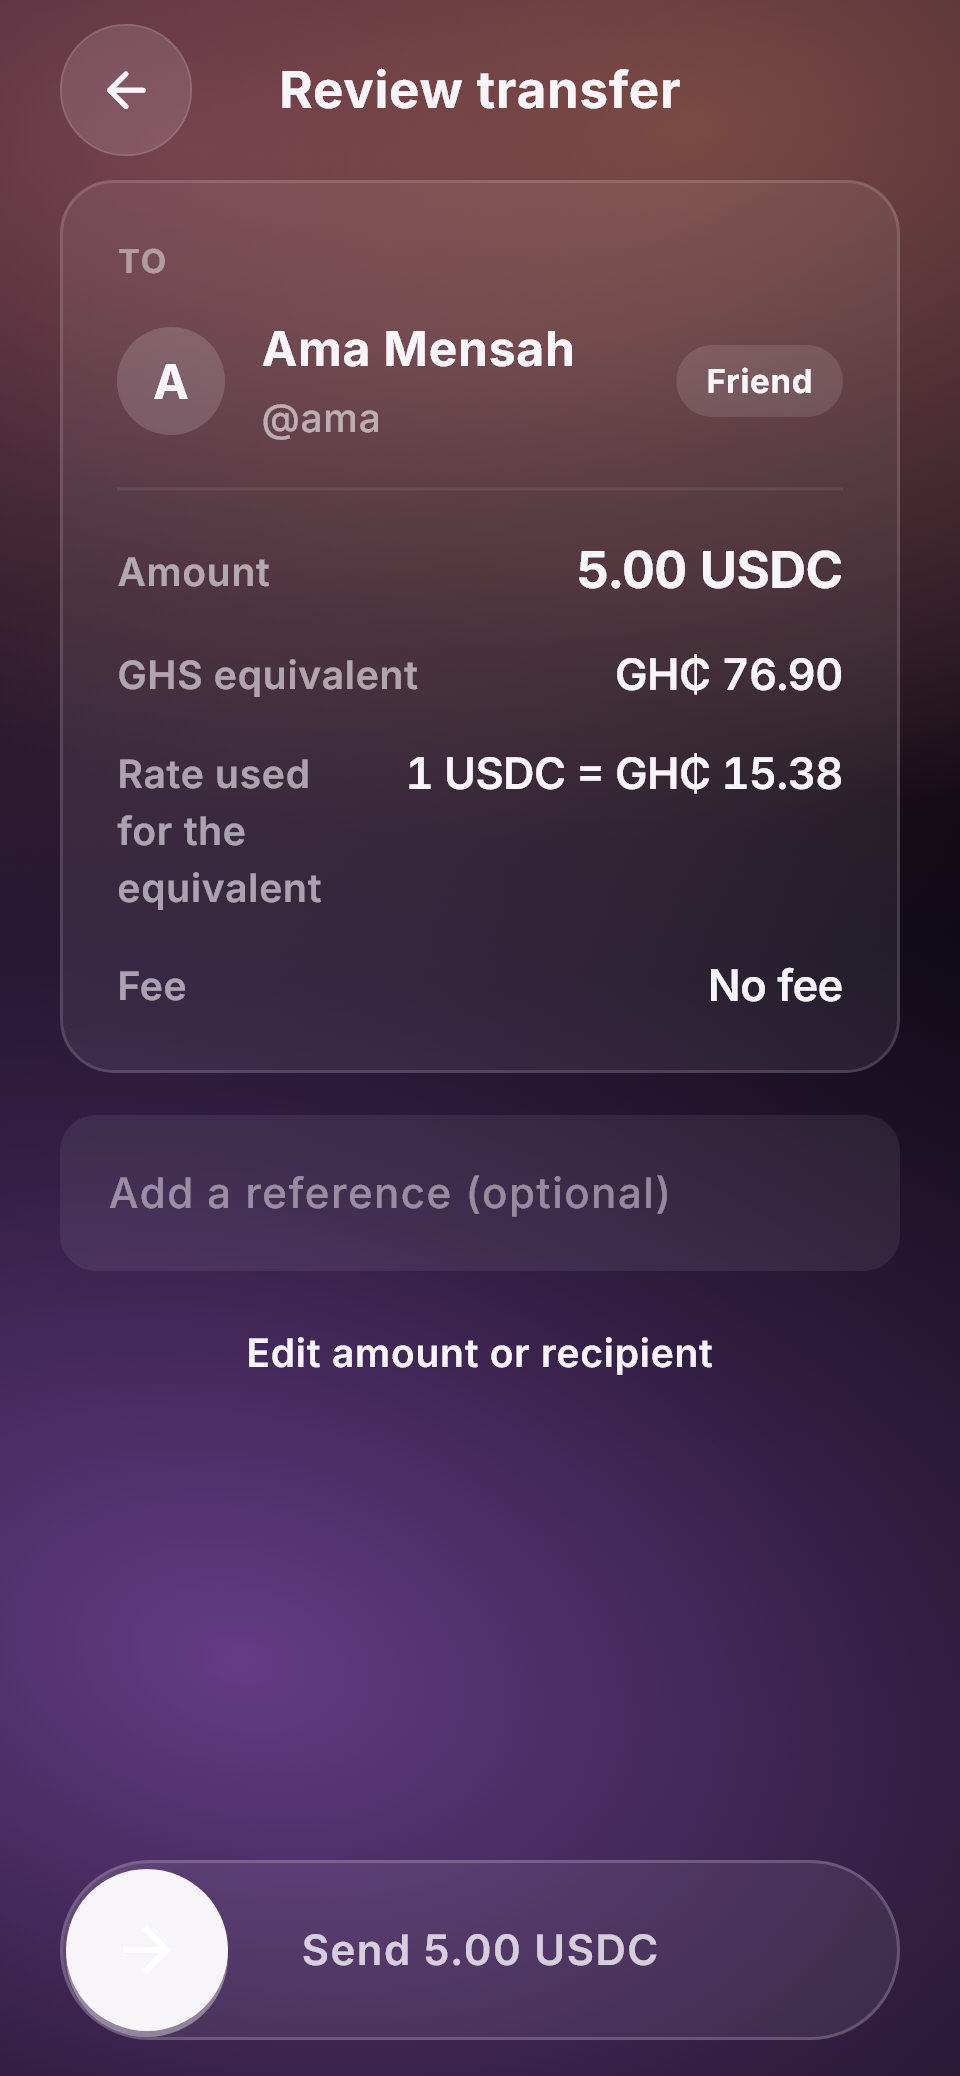 Review transfer
TO
A
Ama Mensah
Friend
@ama
Amount
5.00 USDC
GHS equivalent
GH₵ 76.90
Rate used
1 USDC = GH₵ 15.38
for the
equivalent
Fee
No fee
Add a reference (optional)
Edit amount or recipient
Send 5.00 USDC